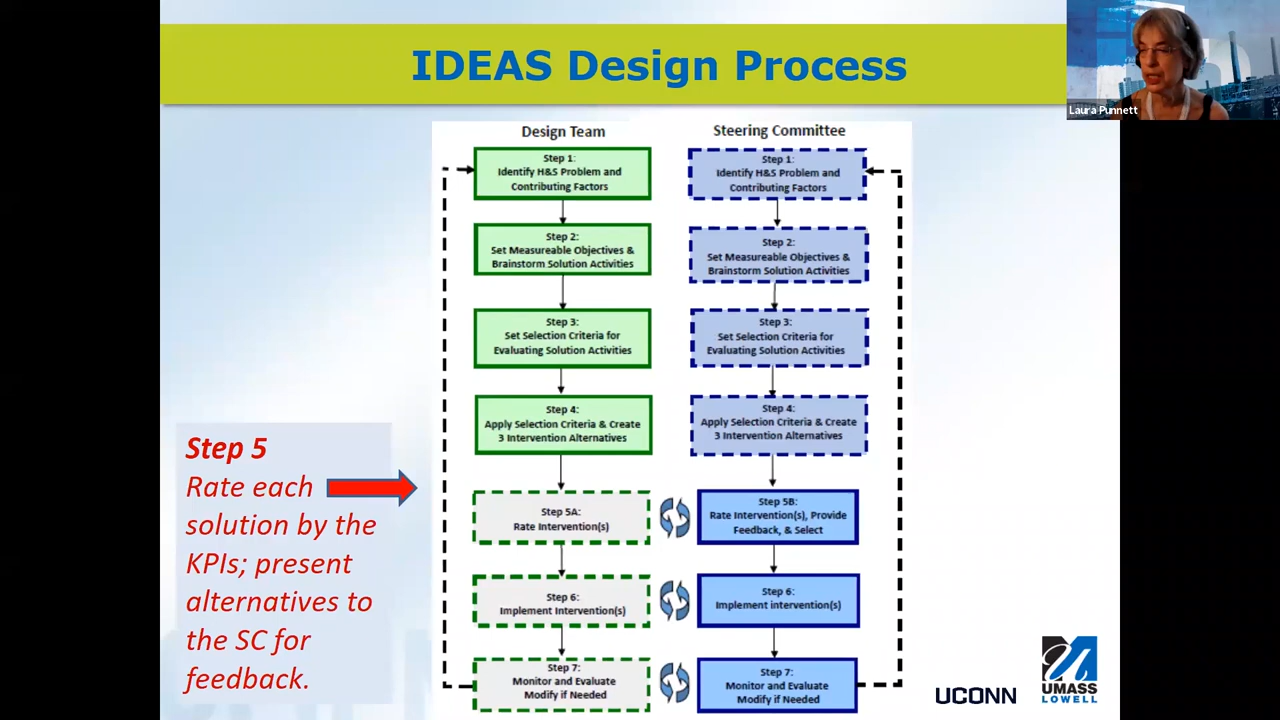 IDEAS Design Process
Laura Punnett
Design Team
Step 1:
Identify H&S Problem and
Contributing Factors
Step 2:
Set Measureable Objectives &
Brainstorm Solution Activities
Step 3:
Set Selection Criteria for
Evaluating Solution Activities
Step 4:
Apply Selection Criteria & Create
3 Intervention Alternatives
Step 5A:
Rate Intervention(s)
Step 6:
Implement Intervention(s)
Step 7:
Monitor and Evaluate
Modify if Needed
Steering Committee
Step 1:
Identify H&S Problem and
Contributing Factors
Step 2:
Set Measureable Objectives &
Brainstorm Solution Activities
Step 3:
Set Selection Criteria for
Evaluating Solution Activities
Step 4:
Apply Selection Criteria & Create
3 Intervention Alternatives
Step 5B:
Rate Intervention(s), Provide
Feedback, & Select
Step 6:
Implement intervention(s)
Step 7:
Monitor and Evaluate
Modify if Needed
Step 5
Rate each
solution by the
KPIs; present
alternatives to
the SC for
feedback.
UCONN
UMASS
LOWELL